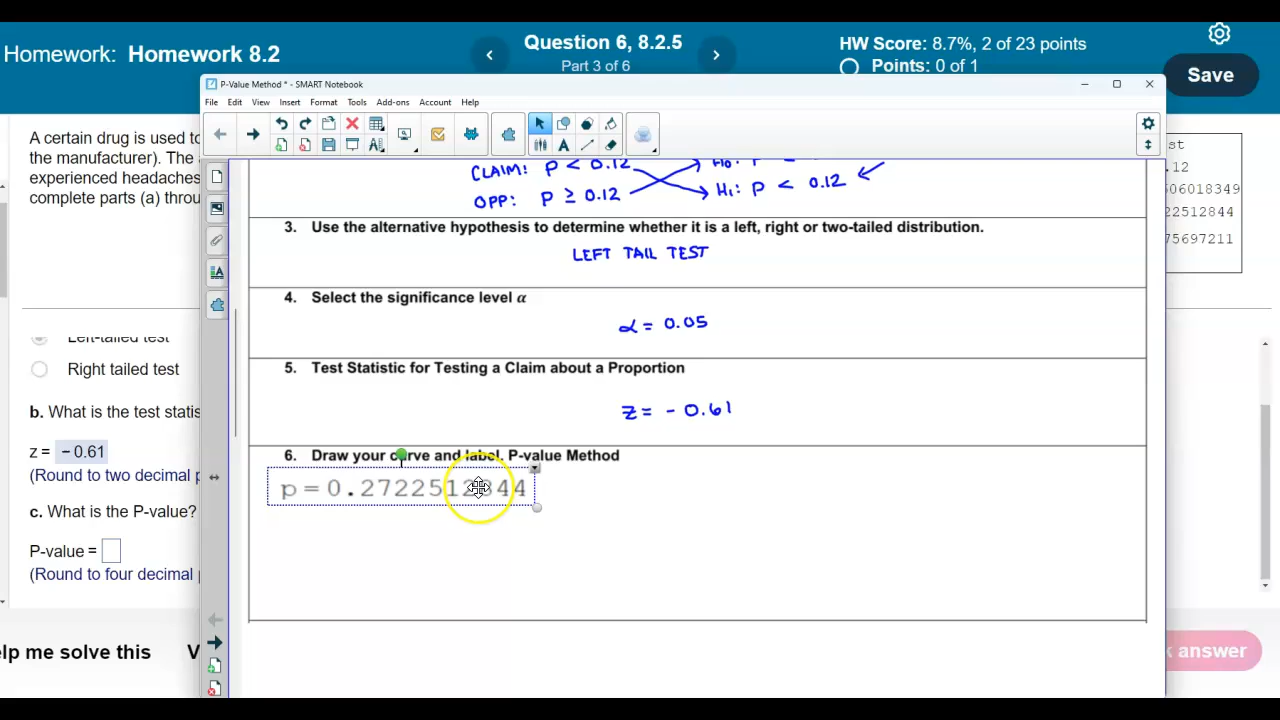 Homework: Homework 8.2
Question 6, 8.2.5
Part 3 of 6
HW Score: 8.7%, 2 of 23 points
Points: 0 of 1
Save
A certain drug is used to
the manufacturer). The
experienced headaches
complete parts (a) throu
P-Value Method * - SMART Notebook
File Edit View Insert Format Tools Add-ons Account Help
CLAIM: P < 0.12
OPP: P ≥ 0.12
H1: P < 0.12
3. Use the alternative hypothesis to determine whether it is a left, right or two-tailed distribution.
LEFT TAIL TEST
4. Select the significance level α
α = 0.05
5. Test Statistic for Testing a Claim about a Proportion
Z = - 0.61
6. Draw your curve and label. P-value Method
p=0.2722512844
Left-tailed test
Right tailed test
b. What is the test statis
z = -0.61
(Round to two decimal p
c. What is the P-value?
P-value =
(Round to four decimal p
st
.12
606018349
22512844
75697211
elp me solve this
k answer